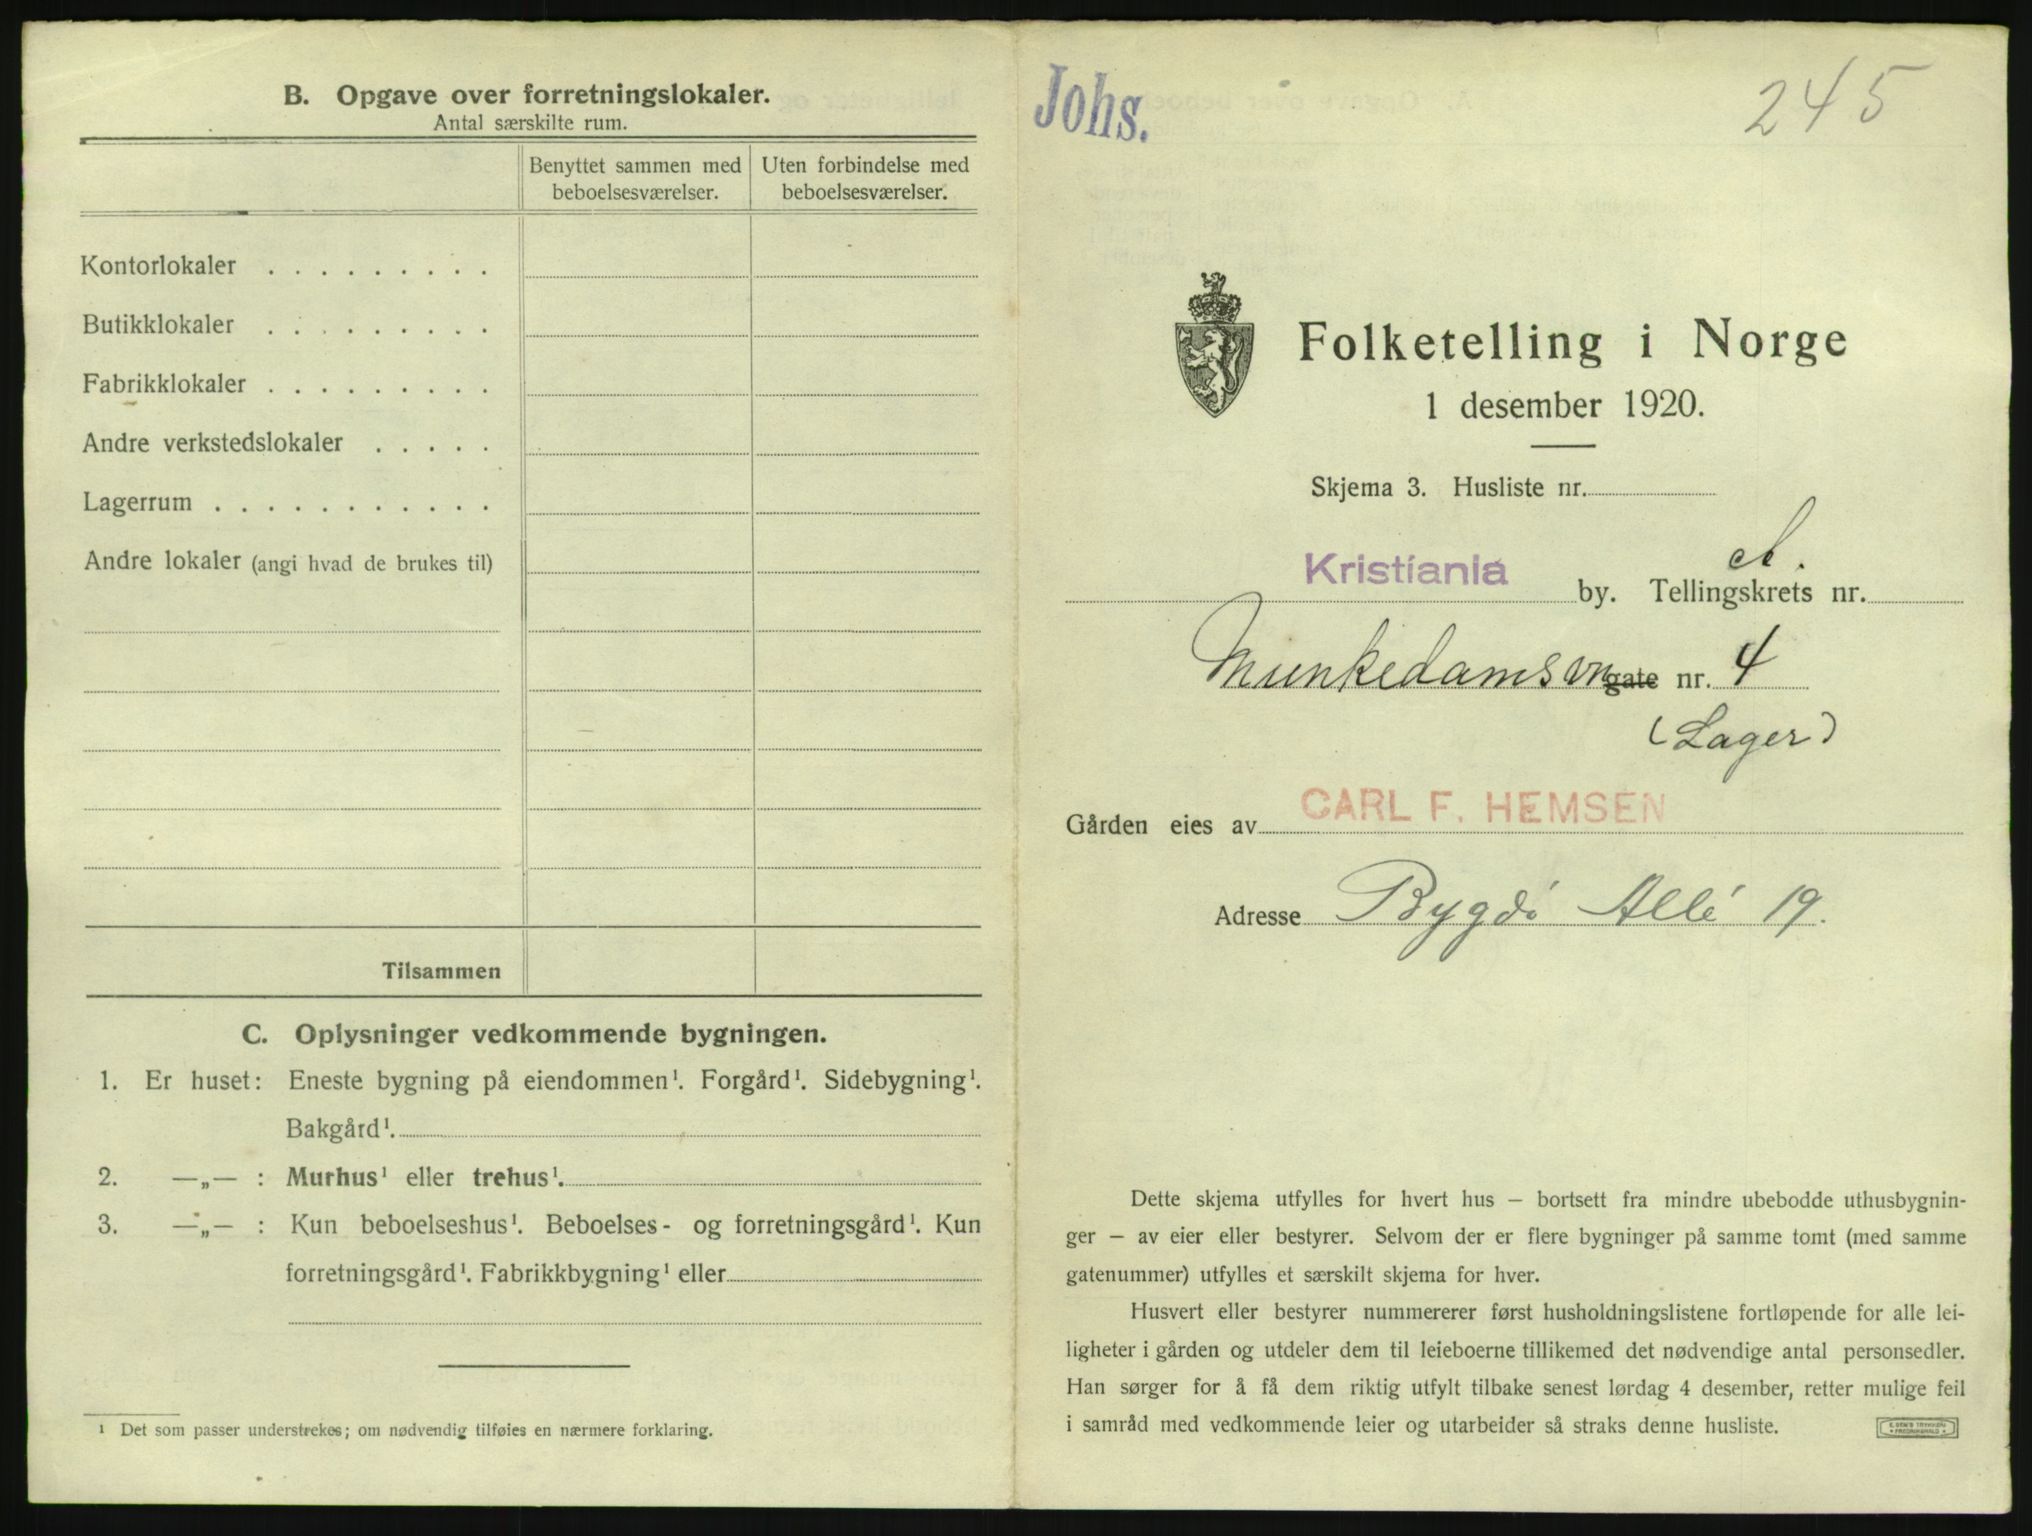 B. Opgave over forretningslokaler.
Antal særskilte rum.
Benyttet sammen med beboelsesværelser.
Uten forbindelse med beboelsesværelser.
Kontorlokaler . . . . . . . . .
Butikklokaler . . . . . . . . .
Fabrikklokaler . . . . . . . . .
Andre verkstedslokaler . . . . .
Lagerrum . . . . . . . . . . .
Andre lokaler (angi hvad de brukes til)
Tilsammen
C. Oplysninger vedkommende bygningen.
1. Er huset: Eneste bygning på eiendommen¹. Forgård¹. Sidebygning¹.
Bakgård¹.
2. —„— : Murhus¹ eller trehus¹.
3. —„— : Kun beboelseshus¹. Beboelses- og forretningsgård¹. Kun
forretningsgård¹. Fabrikkbygning¹ eller
¹ Det som passer understrekes; om nødvendig tilføies en nærmere forklaring.
Johs.
245
Folketelling i Norge
1 desember 1920.
Skjema 3. Husliste nr.
A.
Kristiania by. Tellingskrets nr.
Munkedamsvn gate nr. 4
(Lager)
Gården eies av CARL F. HEMSEN
Adresse Bygdö Allé 19.
Dette skjema utfylles for hvert hus – bortsett fra mindre ubebodde uthusbygnin-
ger – av eier eller bestyrer. Selvom der er flere bygninger på samme tomt (med samme
gatenummer) utfylles et særskilt skjema for hver.
Husvert eller bestyrer nummererer først husholdningslistene fortløpende for alle lei-
ligheter i gården og utdeler dem til leieboerne tillikemed det nødvendige antal personsedler.
Han sørger for å få dem riktig utfylt tilbake senest lørdag 4 desember, retter mulige feil
i samråd med vedkommende leier og utarbeider så straks denne husliste.